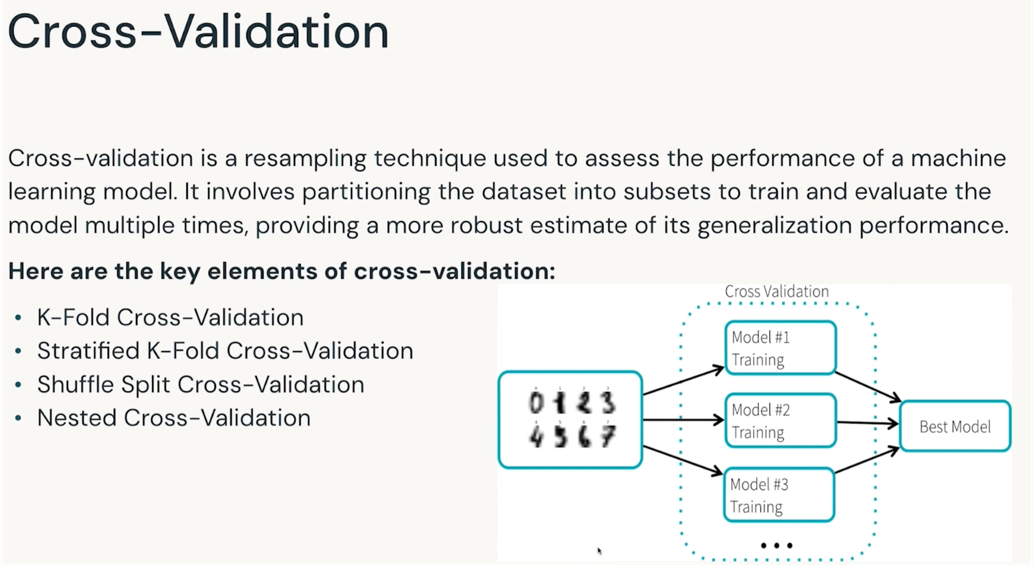 Cross-Validation
Cross-validation is a resampling technique used to assess the performance of a machine
learning model. It involves partitioning the dataset into subsets to train and evaluate the
model multiple times, providing a more robust estimate of its generalization performance.
Here are the key elements of cross-validation:
• K-Fold Cross-Validation
• Stratified K-Fold Cross-Validation
• Shuffle Split Cross-Validation
• Nested Cross-Validation
Cross Validation
0 1 2 3
4 5 6 7
Model #1
Training
Model #2
Training
Model #3
Training
...
Best Model